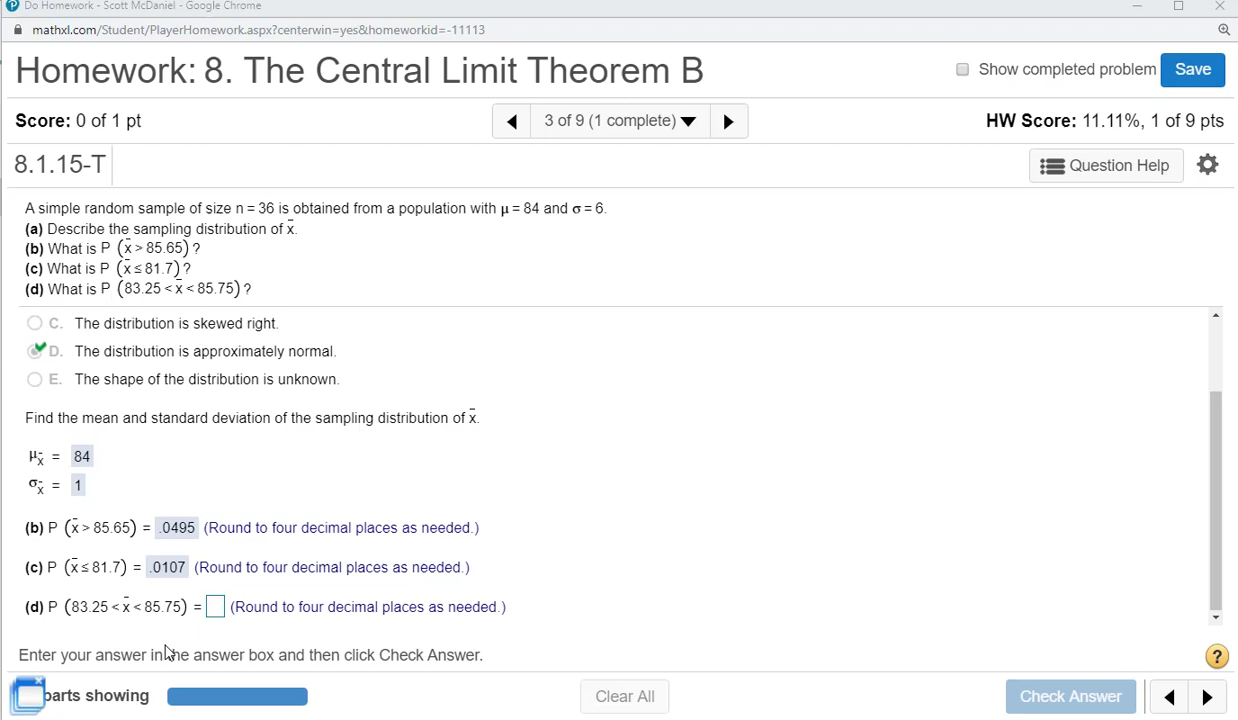 Do Homework - Scott McDaniel - Google Chrome
mathxl.com/Student/PlayerHomework.aspx?centerwin=yes&homeworkid=-11113
Homework: 8. The Central Limit Theorem B
Show completed problem
Save
Score: 0 of 1 pt
3 of 9 (1 complete)
HW Score: 11.11%, 1 of 9 pts
8.1.15-T
Question Help
A simple random sample of size n = 36 is obtained from a population with μ = 84 and σ = 6.
(a) Describe the sampling distribution of x̄.
(b) What is P (x̄ > 85.65) ?
(c) What is P (x̄ ≤ 81.7) ?
(d) What is P (83.25 < x̄ < 85.75) ?
C. The distribution is skewed right.
D. The distribution is approximately normal.
E. The shape of the distribution is unknown.
Find the mean and standard deviation of the sampling distribution of x̄.
μx̄ = 84
σx̄ = 1
(b) P (x̄ > 85.65) = .0495 (Round to four decimal places as needed.)
(c) P (x̄ ≤ 81.7) = .0107 (Round to four decimal places as needed.)
(d) P (83.25 < x̄ < 85.75) = (Round to four decimal places as needed.)
Enter your answer in the answer box and then click Check Answer.
?
parts showing
Clear All
Check Answer